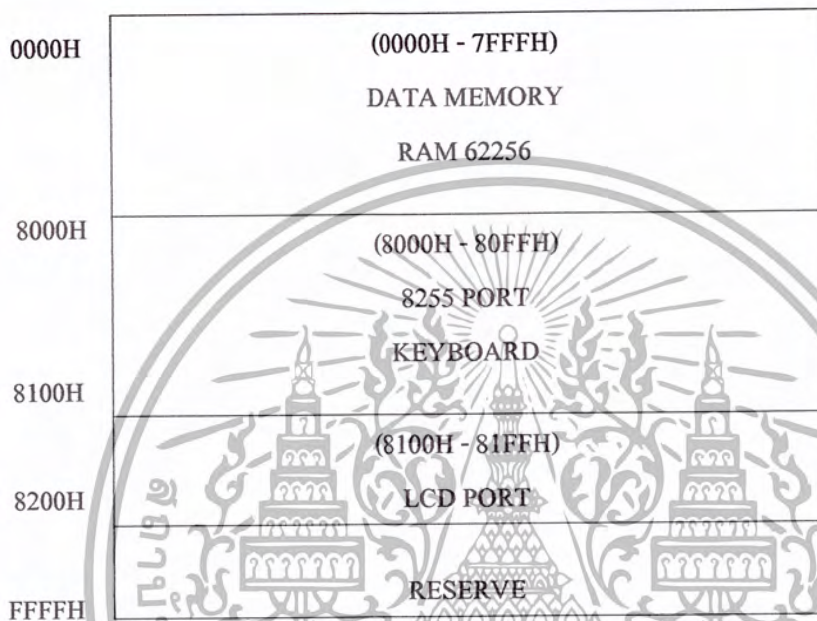 0000H
(0000H - 7FFFH)
DATA MEMORY
RAM 62256
8000H
(8000H - 80FFH)
8255 PORT
KEYBOARD
8100H
(8100H - 81FFH)
LCD PORT
8200H
RESERVE
FFFFH